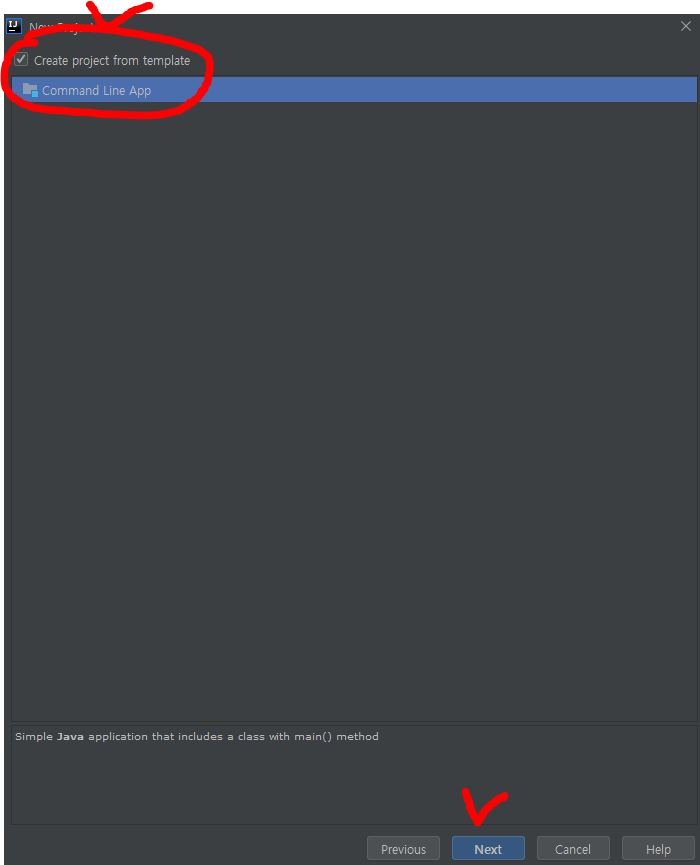 IJ
New Project
Create project from template
Command Line App
Simple Java application that includes a class with main() method
Previous
Next
Cancel
Help